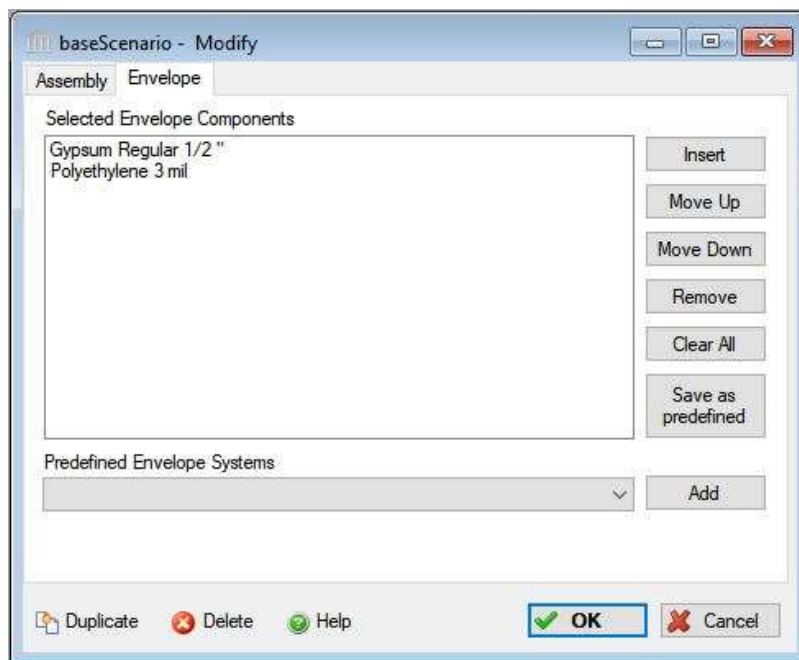 baseScenario - Modify
Assembly
Envelope
Selected Envelope Components
Gypsum Regular 1/2 "
Polyethylene 3 mil
Insert
Move Up
Move Down
Remove
Clear All
Save as
predefined
Predefined Envelope Systems
Add
Duplicate
Delete
Help
OK
Cancel